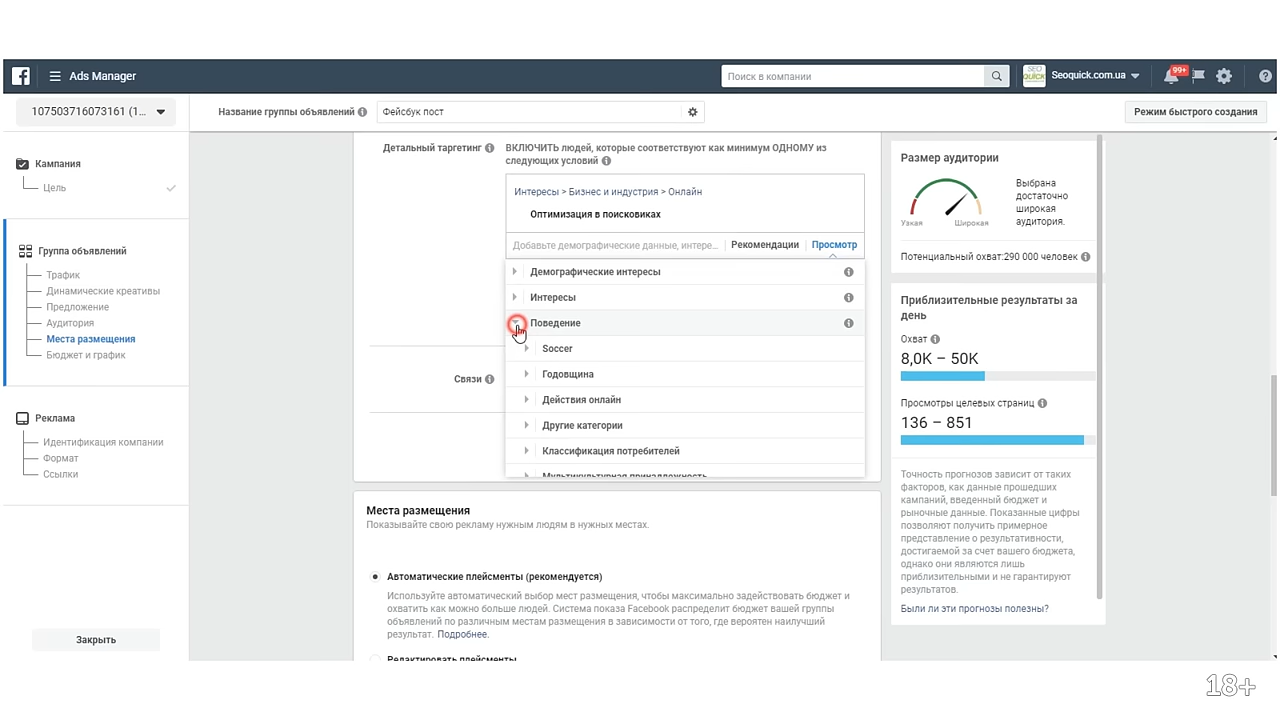 Ads Manager
Поиск в компании
SEO QUICK
Seoquick.com.ua
99+
107503716073161 (1...
Название группы объявлений
Фейсбук пост
Режим быстрого создания
Кампания
Цель
Группа объявлений
Трафик
Динамические креативы
Предложение
Аудитория
Места размещения
Бюджет и график
Реклама
Идентификация компании
Формат
Ссылки
Закрыть
Детальный таргетинг
ВКЛЮЧИТЬ людей, которые соответствуют как минимум ОДНОМУ из
следующих условий
Интересы > Бизнес и индустрия > Онлайн
Оптимизация в поисковиках
Добавьте демографические данные, интере...
Рекомендации
Просмотр
Демографические интересы
Интересы
Поведение
Soccer
Годовщина
Действия онлайн
Другие категории
Классификация потребителей
Мультикультурная принадлежность
Связи
Места размещения
Показывайте свою рекламу нужным людям в нужных местах.
Автоматические плейсменты (рекомендуется)
Используйте автоматический выбор мест размещения, чтобы максимально задействовать бюджет и
охватить как можно больше людей. Система показа Facebook распределит бюджет вашей группы
объявлений по различным местам размещения в зависимости от того, где вероятен наилучший
результат. Подробнее.
Редактировать плейсменты
Размер аудитории
Узкая
Широкая
Выбрана
достаточно
широкая
аудитория.
Потенциальный охват:290 000 человек
Приблизительные результаты за
день
Охват
8,0K – 50K
Просмотры целевых страниц
136 – 851
Точность прогнозов зависит от таких
факторов, как данные прошедших
кампаний, введенный бюджет и
рыночные данные. Показанные цифры
позволяют получить примерное
представление о результативности,
достигаемой за счет вашего бюджета,
однако они являются лишь
приблизительными и не гарантируют
результатов.
Были ли эти прогнозы полезны?
18+